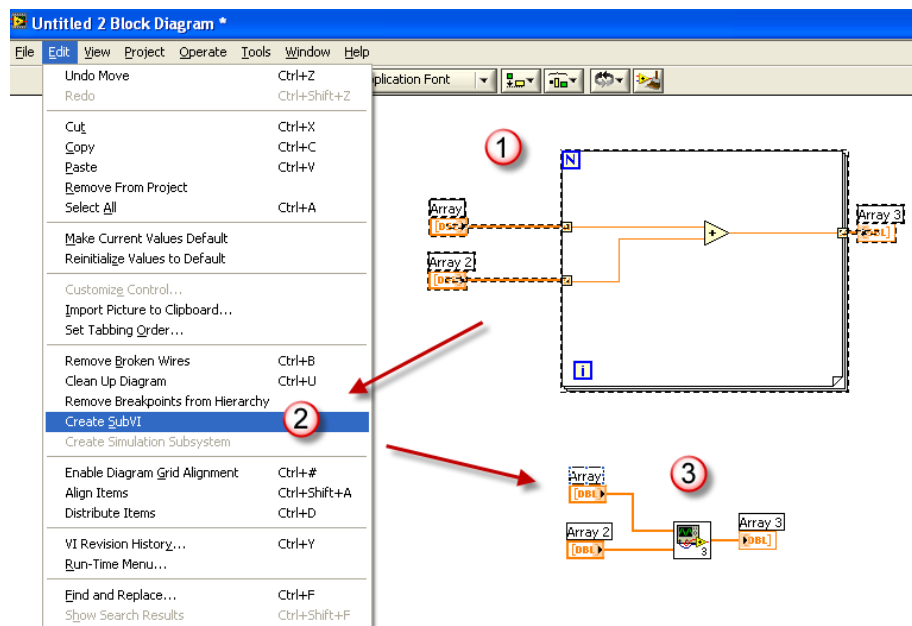 Untitled 2 Block Diagram *
File Edit View Project Operate Tools Window Help
Undo Move Ctrl+Z
Redo Ctrl+Shift+Z
Cut Ctrl+X
Copy Ctrl+C
Paste Ctrl+V
Remove From Project
Select All Ctrl+A
Make Current Values Default
Reinitialize Values to Default
Customize Control...
Import Picture to Clipboard...
Set Tabbing Order...
Remove Broken Wires Ctrl+B
Clean Up Diagram Ctrl+U
Remove Breakpoints from Hierarchy
Create SubVI
Create Simulation Subsystem
Enable Diagram Grid Alignment Ctrl+#
Align Items Ctrl+Shift+A
Distribute Items Ctrl+D
VI Revision History... Ctrl+Y
Run-Time Menu...
Find and Replace... Ctrl+F
Show Search Results Ctrl+Shift+F
plication Font
1
N
Array
Array 2
Array 3
i
2
3
Array
[DBL]
Array 2
[DBL]
3
Array 3
[DBL]